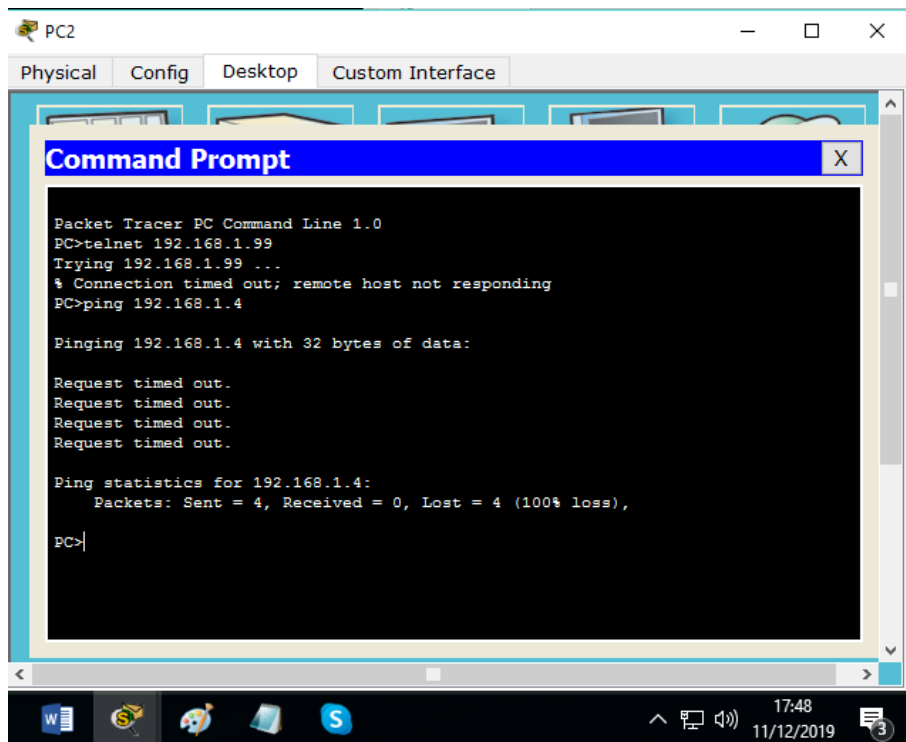 PC2
Physical Config Desktop Custom Interface
Command Prompt X
Packet Tracer PC Command Line 1.0
PC>telnet 192.168.1.99
Trying 192.168.1.99 ...
% Connection timed out; remote host not responding
PC>ping 192.168.1.4
Pinging 192.168.1.4 with 32 bytes of data:
Request timed out.
Request timed out.
Request timed out.
Request timed out.
Ping statistics for 192.168.1.4:
Packets: Sent = 4, Received = 0, Lost = 4 (100% loss),
PC>
W S S 17:48
11/12/2019 3